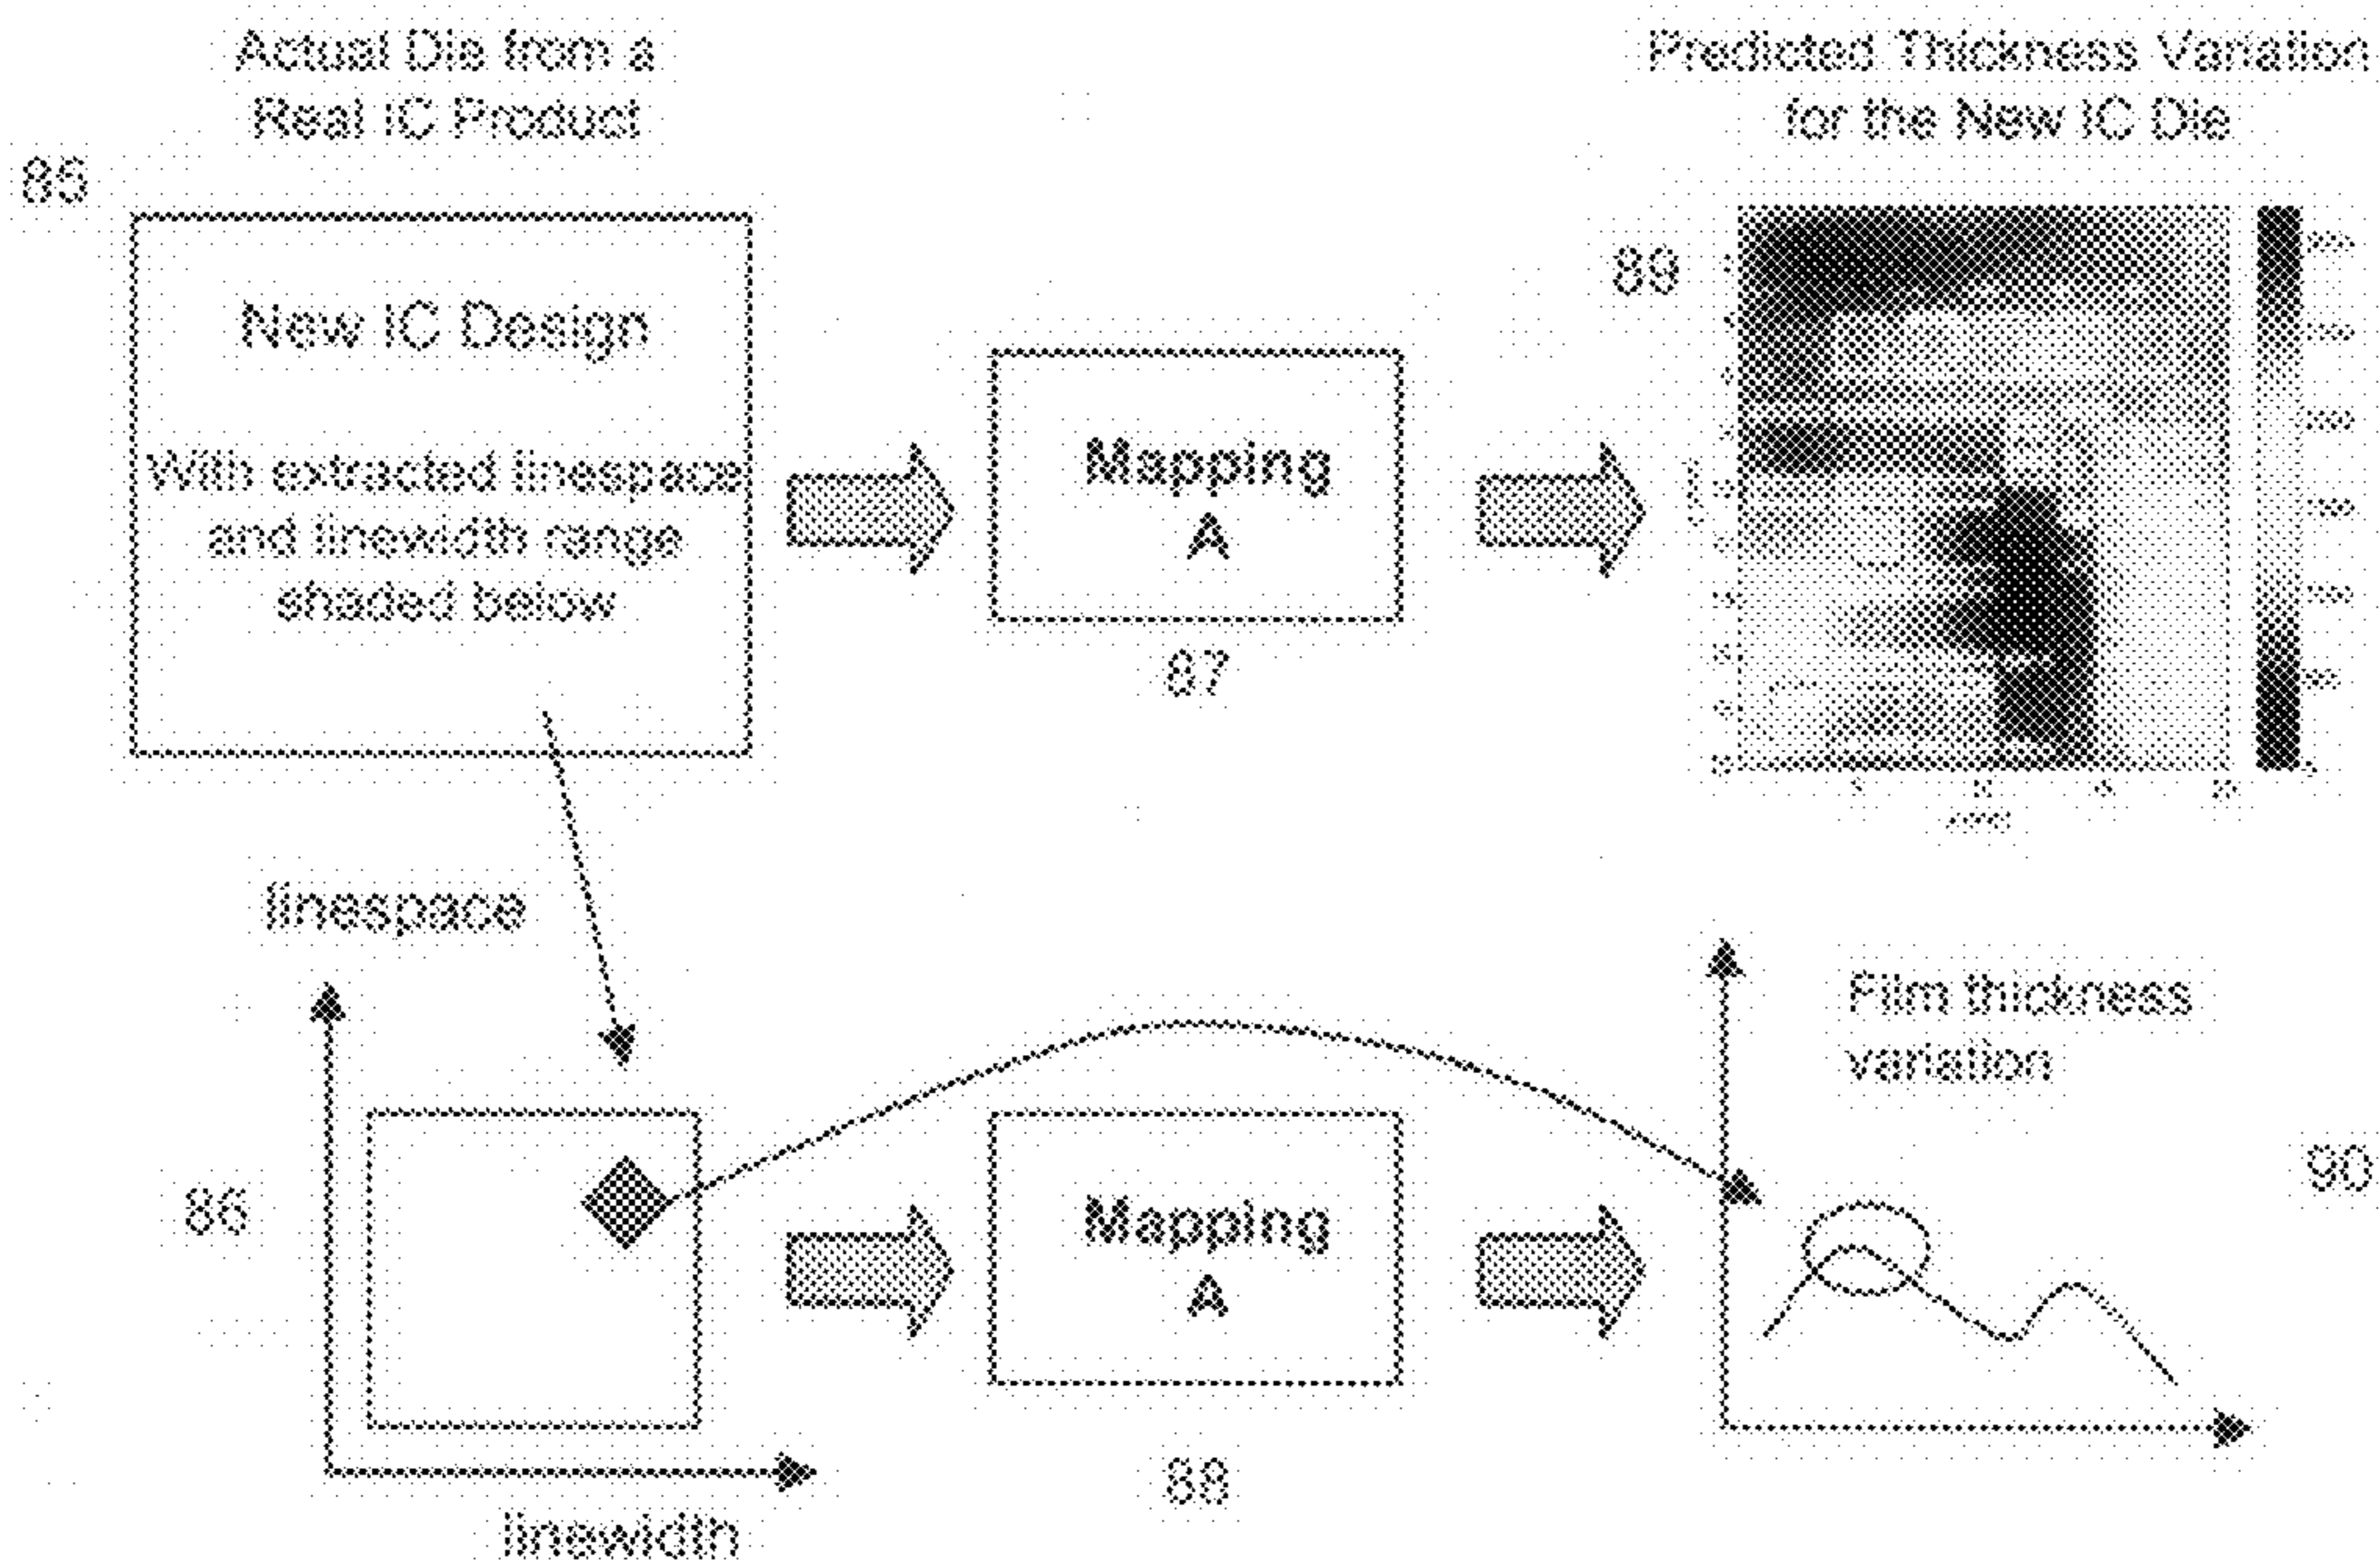 Actual Die from a
Real IC Product
Predicted Thickness Variation
for the New IC Die
85
New IC Design
With extracted linespace
and linewidth range
shaded below
Mapping
A
87
89
linespace
86
linewidth
Mapping
A
88
Film thickness
variation
90